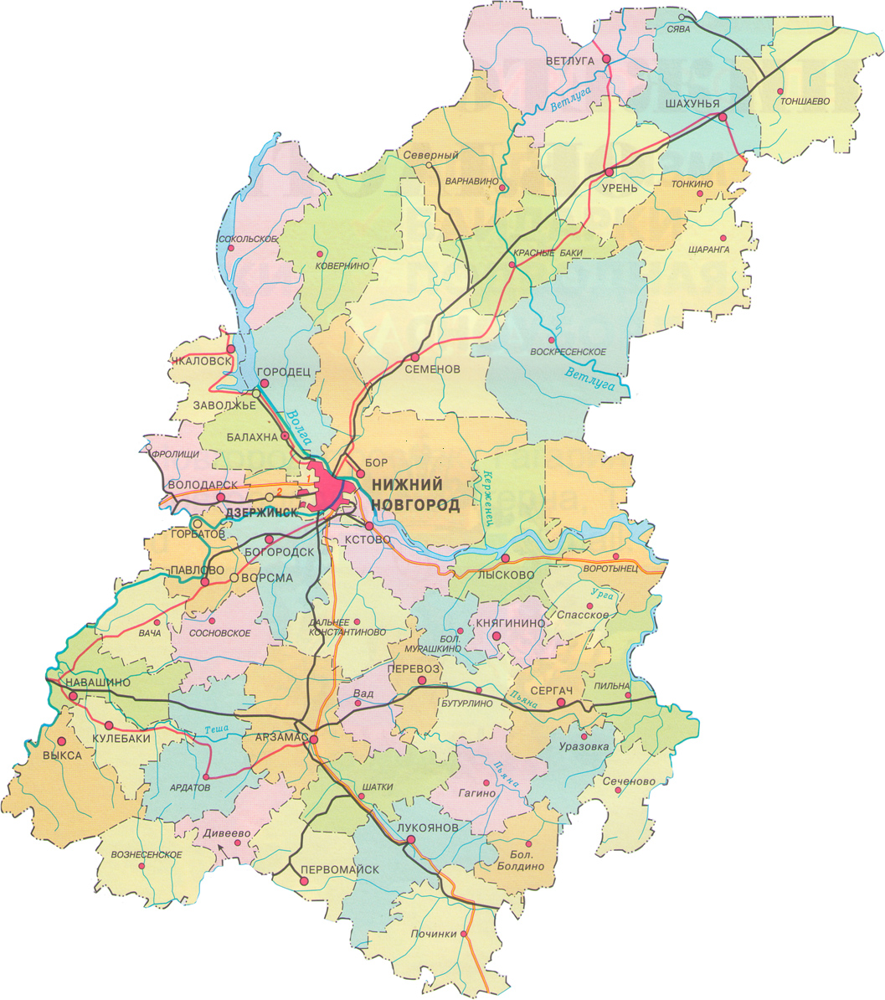 СЯВА
ВЕТЛУГА
Ветлуга
ШАХУНЬЯ
ТОНШАЕВО
Северный
ВАРНАВИНО
УРЕНЬ
ТОНКИНО
СОКОЛЬСКОЕ
КОВЕРНИНО
КРАСНЫЕ БАКИ
ШАРАНГА
ЧКАЛОВСК
ГОРОДЕЦ
СЕМЕНОВ
ВОСКРЕСЕНСКОЕ
Ветлуга
ЗАВОЛЖЬЕ
Волга
БАЛАХНА
ФРОЛИЩИ
БОР
ВОЛОДАРСК
1
2
НИЖНИЙ
НОВГОРОД
Керженец
ДЗЕРЖИНСК
ГОРБАТОВ
КСТОВО
БОГОРОДСК
ПАВЛОВО
ВОРСМА
ЛЫСКОВО
ВОРОТЫНЕЦ
Урга
Спасское
ВАЧА
СОСНОВСКОЕ
ДАЛЬНЕЕ
КОНСТАНТИНОВО
КНЯГИНИНО
БОЛ.
МУРАШКИНО
ПЕРЕВОЗ
НАВАШИНО
Вад
БУТУРЛИНО
Пьяна
СЕРГАЧ
ПИЛЬНА
КУЛЕБАКИ
Теша
АРЗАМАС
ВЫКСА
Уразовка
АРДАТОВ
ШАТКИ
Пьяна
Гагино
Сеченово
Дивеево
ЛУКОЯНОВ
ВОЗНЕСЕНСКОЕ
ПЕРВОМАЙСК
Бол.
Болдино
Починки